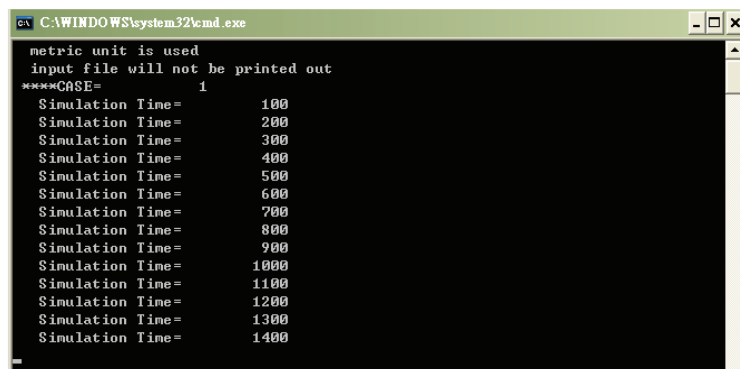 C:\WINDOWS\system32\cmd.exe
metric unit is used
input file will not be printed out
****CASE= 1
Simulation Time= 100
Simulation Time= 200
Simulation Time= 300
Simulation Time= 400
Simulation Time= 500
Simulation Time= 600
Simulation Time= 700
Simulation Time= 800
Simulation Time= 900
Simulation Time= 1000
Simulation Time= 1100
Simulation Time= 1200
Simulation Time= 1300
Simulation Time= 1400